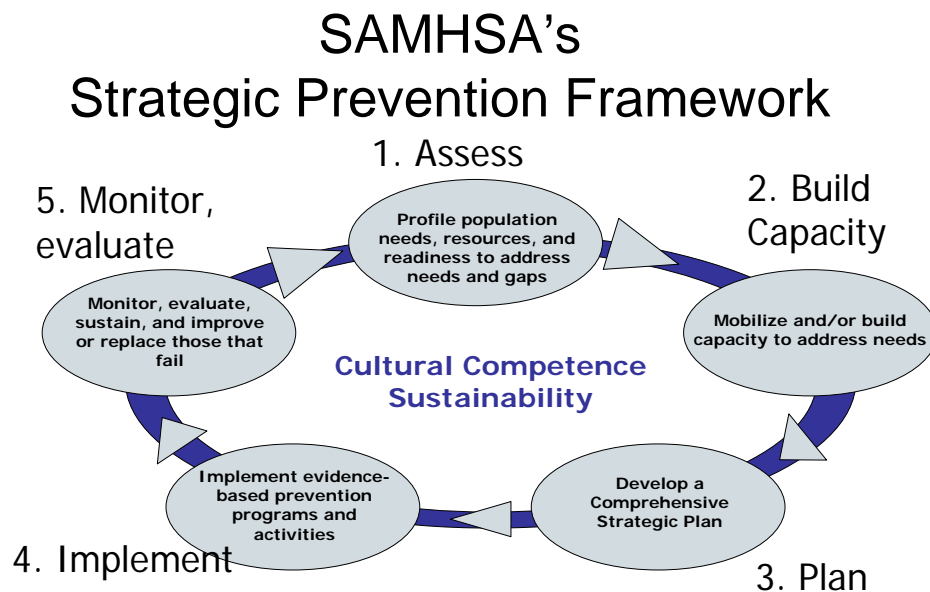 SAMHSA's
Strategic Prevention Framework
1. Assess
Profile population
needs, resources, and
readiness to address
needs and gaps
2. Build
Capacity
Mobilize and/or build
capacity to address needs
3. Plan
Develop a
Comprehensive
Strategic Plan
4. Implement
Implement evidence-
based prevention
programs and
activities
5. Monitor,
evaluate
Monitor, evaluate,
sustain, and improve
or replace those that
fail
Cultural Competence
Sustainability